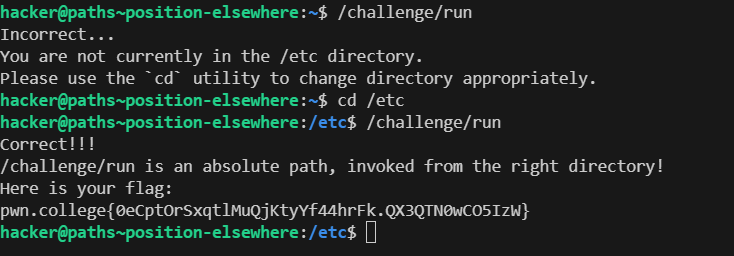 hacker@paths~position-elsewhere:~$ /challenge/run
Incorrect...
You are not currently in the /etc directory.
Please use the `cd` utility to change directory appropriately.
hacker@paths~position-elsewhere:~$ cd /etc
hacker@paths~position-elsewhere:/etc$ /challenge/run
Correct!!!
/challenge/run is an absolute path, invoked from the right directory!
Here is your flag:
pwn.college{0eCptOrSxqtlMuQjKtyYf44hrFk.QX3QTN0wCO5IzW}
hacker@paths~position-elsewhere:/etc$